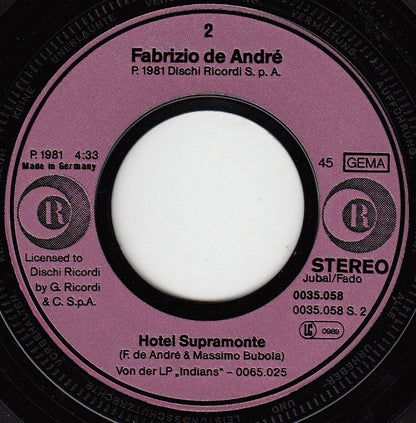 2
Fabrizio de André
P. 1981 Dischi Ricordi S. p. A.
P. 1981 4:33
Made in Germany
45 GEMA
R
R
Licensed to
Dischi Ricordi
by G. Ricordi
& C. S.p.A.
STEREO
Jubal/Fado
0035.058
0035.058 S. 2
LC 0989
Hotel Supramonte
(F. de André & Massimo Bubola)
Von der LP „Indians" - 0065.025